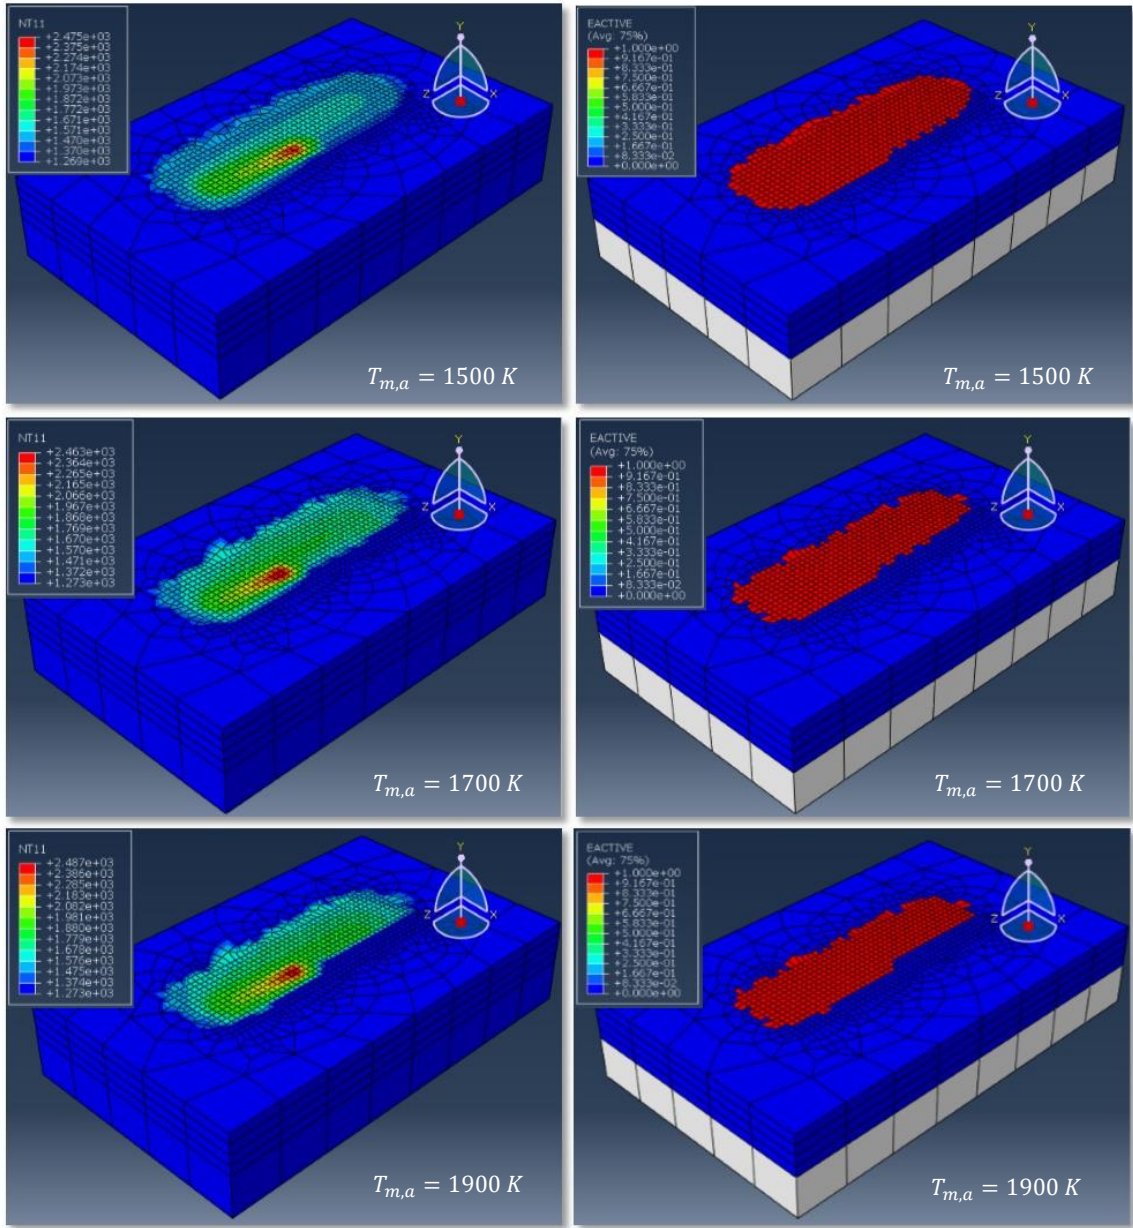 NT11
+2.475e+03
+2.375e+03
+2.274e+03
+2.174e+03
+2.073e+03
+1.973e+03
+1.872e+03
+1.772e+03
+1.671e+03
+1.571e+03
+1.470e+03
+1.370e+03
+1.269e+03
Y
Z
X
T_{m,a} = 1500 K
EACTIVE
(Avg: 75%)
+1.000e+00
+9.167e-01
+8.333e-01
+7.500e-01
+6.667e-01
+5.833e-01
+5.000e-01
+4.167e-01
+3.333e-01
+2.500e-01
+1.667e-01
+8.333e-02
+0.000e+00
Y
Z
X
T_{m,a} = 1500 K
NT11
+2.463e+03
+2.364e+03
+2.265e+03
+2.165e+03
+2.066e+03
+1.967e+03
+1.868e+03
+1.769e+03
+1.670e+03
+1.570e+03
+1.471e+03
+1.372e+03
+1.273e+03
Y
Z
X
T_{m,a} = 1700 K
EACTIVE
(Avg: 75%)
+1.000e+00
+9.167e-01
+8.333e-01
+7.500e-01
+6.667e-01
+5.833e-01
+5.000e-01
+4.167e-01
+3.333e-01
+2.500e-01
+1.667e-01
+8.333e-02
+0.000e+00
Y
Z
X
T_{m,a} = 1700 K
NT11
+2.487e+03
+2.386e+03
+2.285e+03
+2.183e+03
+2.082e+03
+1.981e+03
+1.880e+03
+1.779e+03
+1.678e+03
+1.576e+03
+1.475e+03
+1.374e+03
+1.273e+03
Y
Z
X
T_{m,a} = 1900 K
EACTIVE
(Avg: 75%)
+1.000e+00
+9.167e-01
+8.333e-01
+7.500e-01
+6.667e-01
+5.833e-01
+5.000e-01
+4.167e-01
+3.333e-01
+2.500e-01
+1.667e-01
+8.333e-02
+0.000e+00
Y
Z
X
T_{m,a} = 1900 K